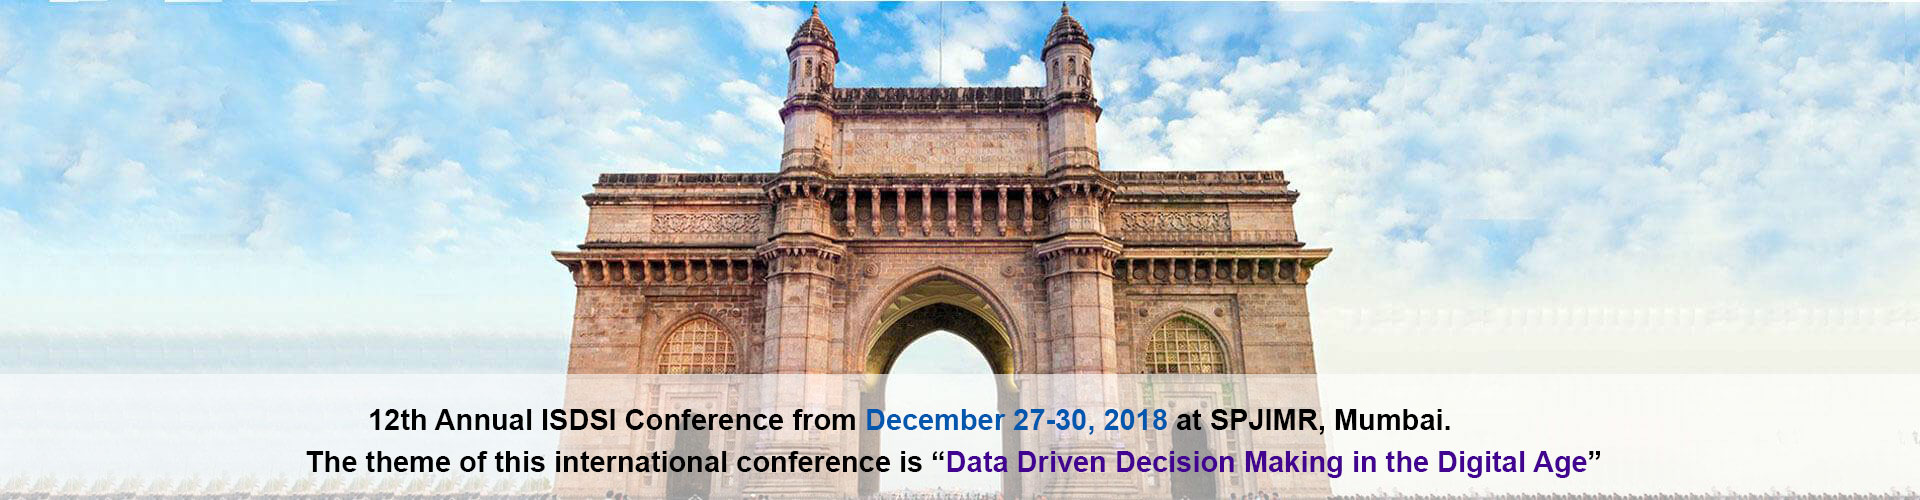 12th Annual ISDSI Conference from December 27-30, 2018 at SPJIMR, Mumbai.
The theme of this international conference is “Data Driven Decision Making in the Digital Age”